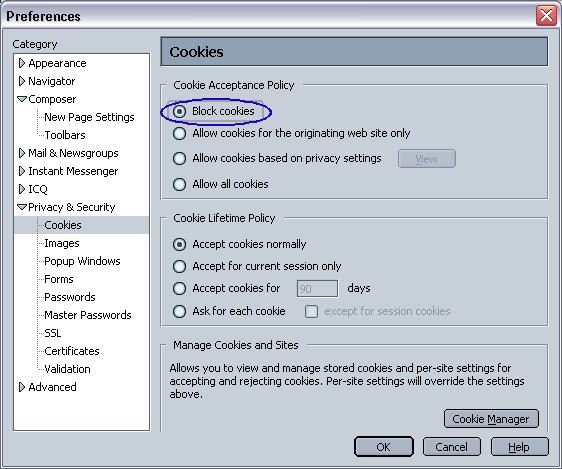 Preferences
Category
Appearance
Navigator
Composer
New Page Settings
Toolbars
Mail & Newsgroups
Instant Messenger
ICQ
Privacy & Security
Cookies
Images
Popup Windows
Forms
Passwords
Master Passwords
SSL
Certificates
Validation
Advanced
Cookies
Cookie Acceptance Policy
Block cookies
Allow cookies for the originating web site only
Allow cookies based on privacy settings View
Allow all cookies
Cookie Lifetime Policy
Accept cookies normally
Accept for current session only
Accept cookies for 90 days
Ask for each cookie except for session cookies
Manage Cookies and Sites
Allows you to view and manage stored cookies and per-site settings for
accepting and rejecting cookies. Per-site settings will override the settings
above.
Cookie Manager
OK Cancel Help